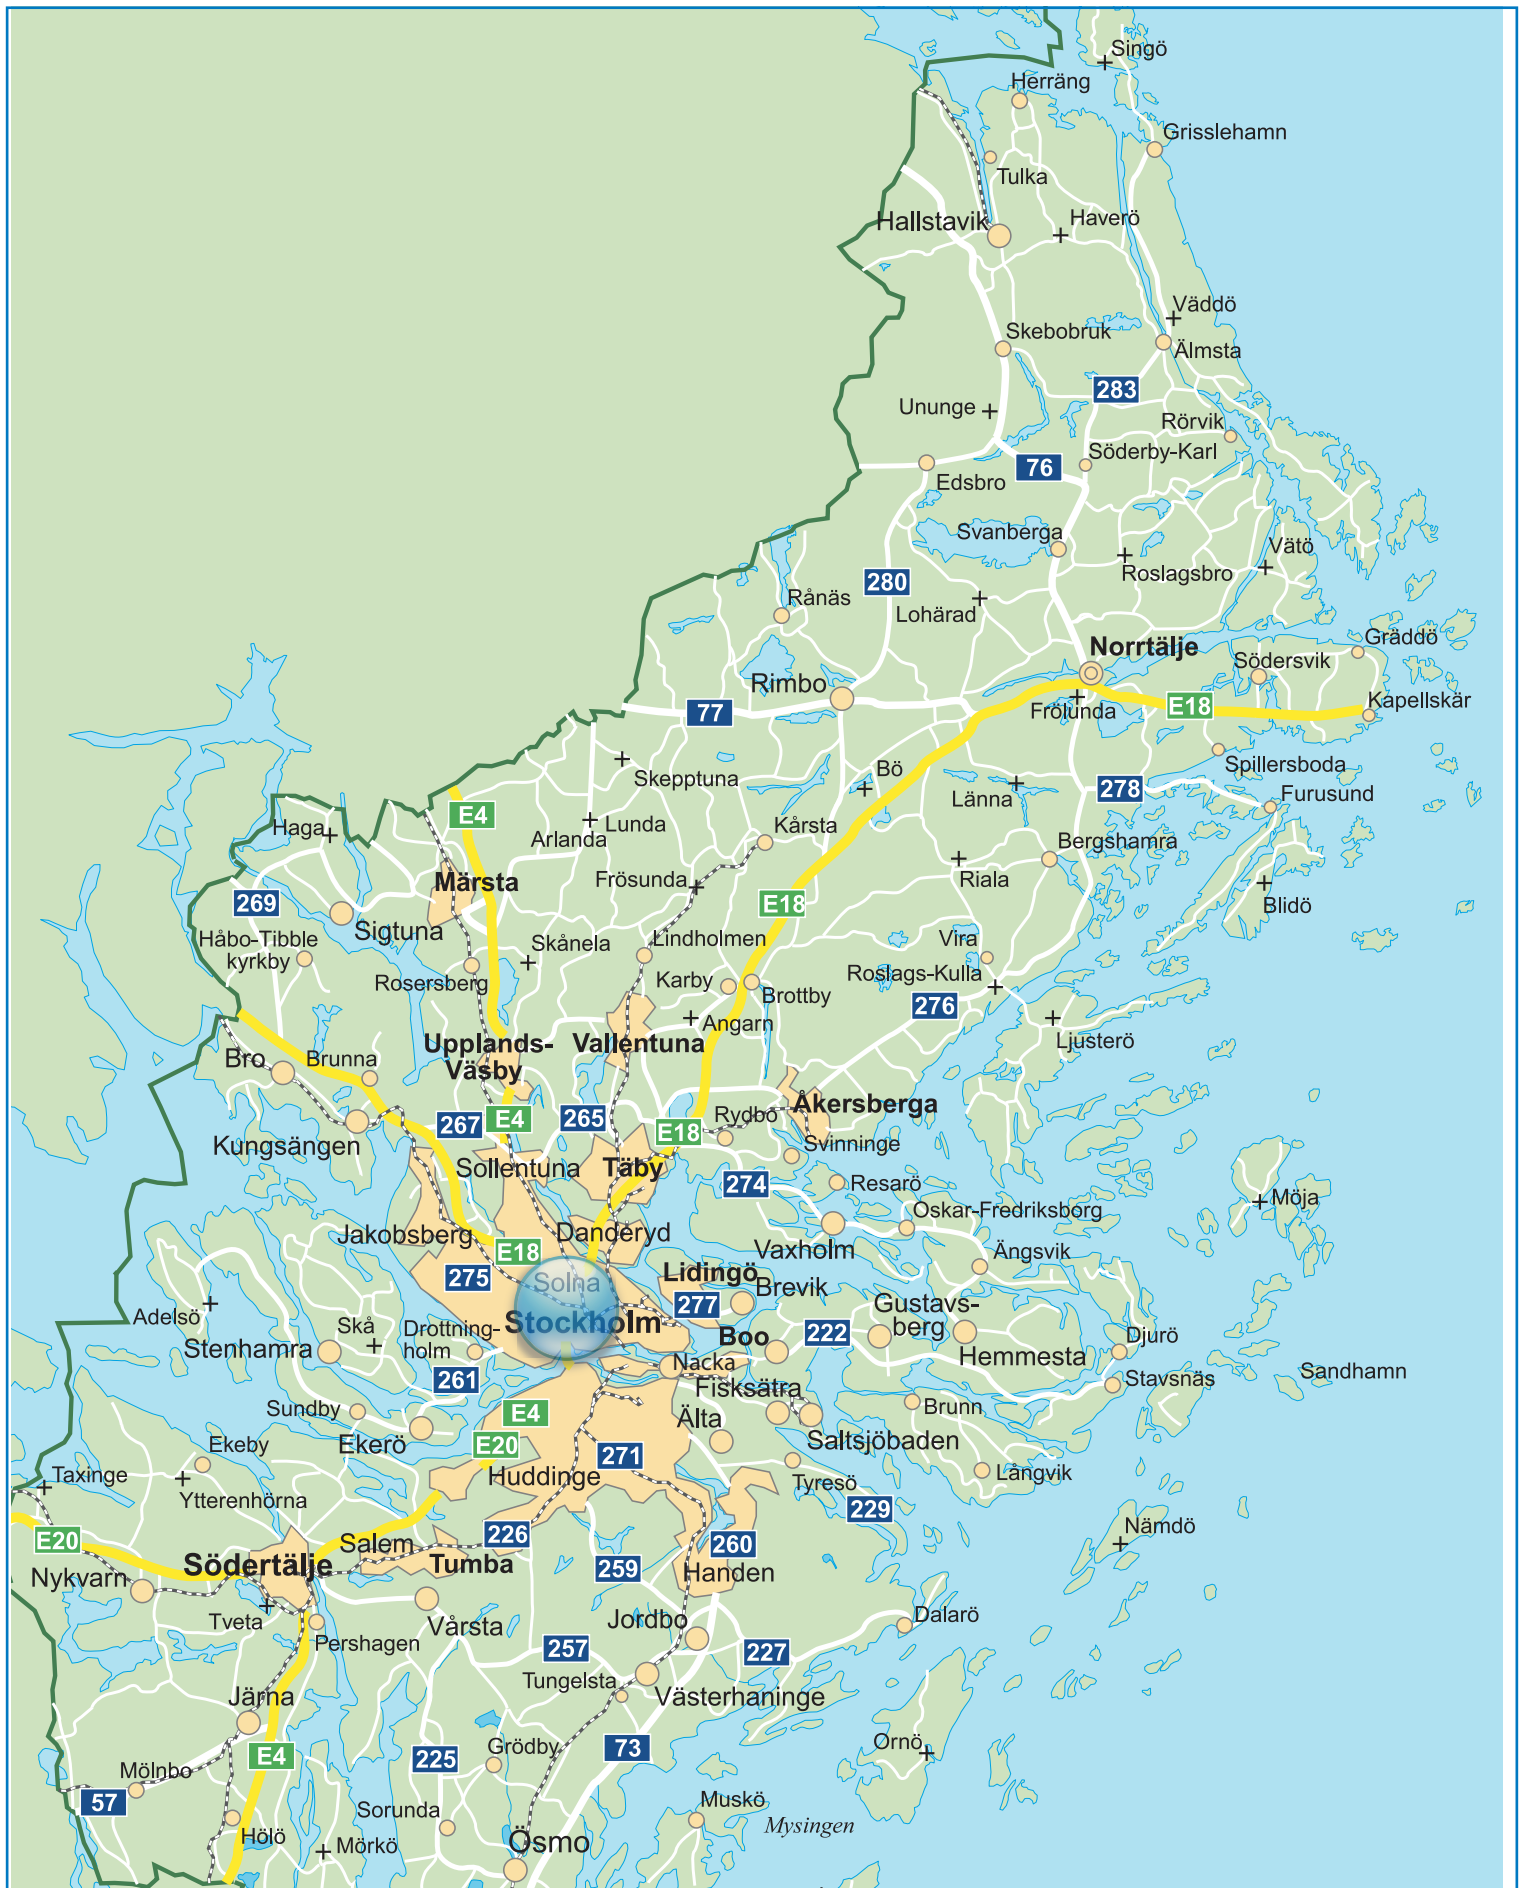 Singö
Herräng
Grisslehamn
Tulka
Hallstavik
Haverö
Väddö
Skebobruk
Älmsta
283
Ununge
Rörvik
Söderby-Karl
76
Edsbro
Svanberga
Vätö
Roslagsbro
280
Rånäs
Lohärad
Norrtälje
Gräddö
Södersvik
Rimbo
Kapellskär
Frölunda
E18
77
Skepptuna
Bö
Spillersboda
Länna
278
Furusund
E4
Haga
Lunda
Arlanda
Kårsta
Bergshamra
Märsta
Frösunda
Riala
269
E18
Blidö
Sigtuna
Håbo-Tibble
kyrkby
Skånela
Lindholmen
Vira
Rosersberg
Karby
Brottby
Roslags-Kulla
276
Angarn
Ljusterö
Upplands-
Väsby
Vallentuna
Bro
Brunna
Åkersberga
267
E4
265
E18
Rydbo
Kungsängen
Svinninge
Sollentuna
Täby
274
Resarö
Möja
Oskar-Fredriksborg
Jakobsberg
Danderyd
Vaxholm
Ängsvik
E18
275
Solna
Lidingö
Brevik
277
Adelsö
Gustavs-
berg
Skå
Drottning-
holm
Stockholm
Boo
222
Djurö
Stenhamra
Hemmesta
Nacka
Sandhamn
261
Fisksätra
Stavsnäs
Sundby
E4
Älta
Brunn
Ekerö
E20
Saltsjöbaden
Ekeby
271
Taxinge
Huddinge
Långvik
Tyresö
Ytterenhörna
229
Nämdö
E20
Salem
226
260
Södertälje
Tumba
259
Handen
Nykvarn
Tveta
Vårsta
Jordbo
Dalarö
Pershagen
257
227
Tungelsta
Järna
Västerhaninge
Ornö
E4
225
Grödby
73
Mölnbo
57
Sorunda
Muskö
Mysingen
Hölö
Mörkö
Ösmo